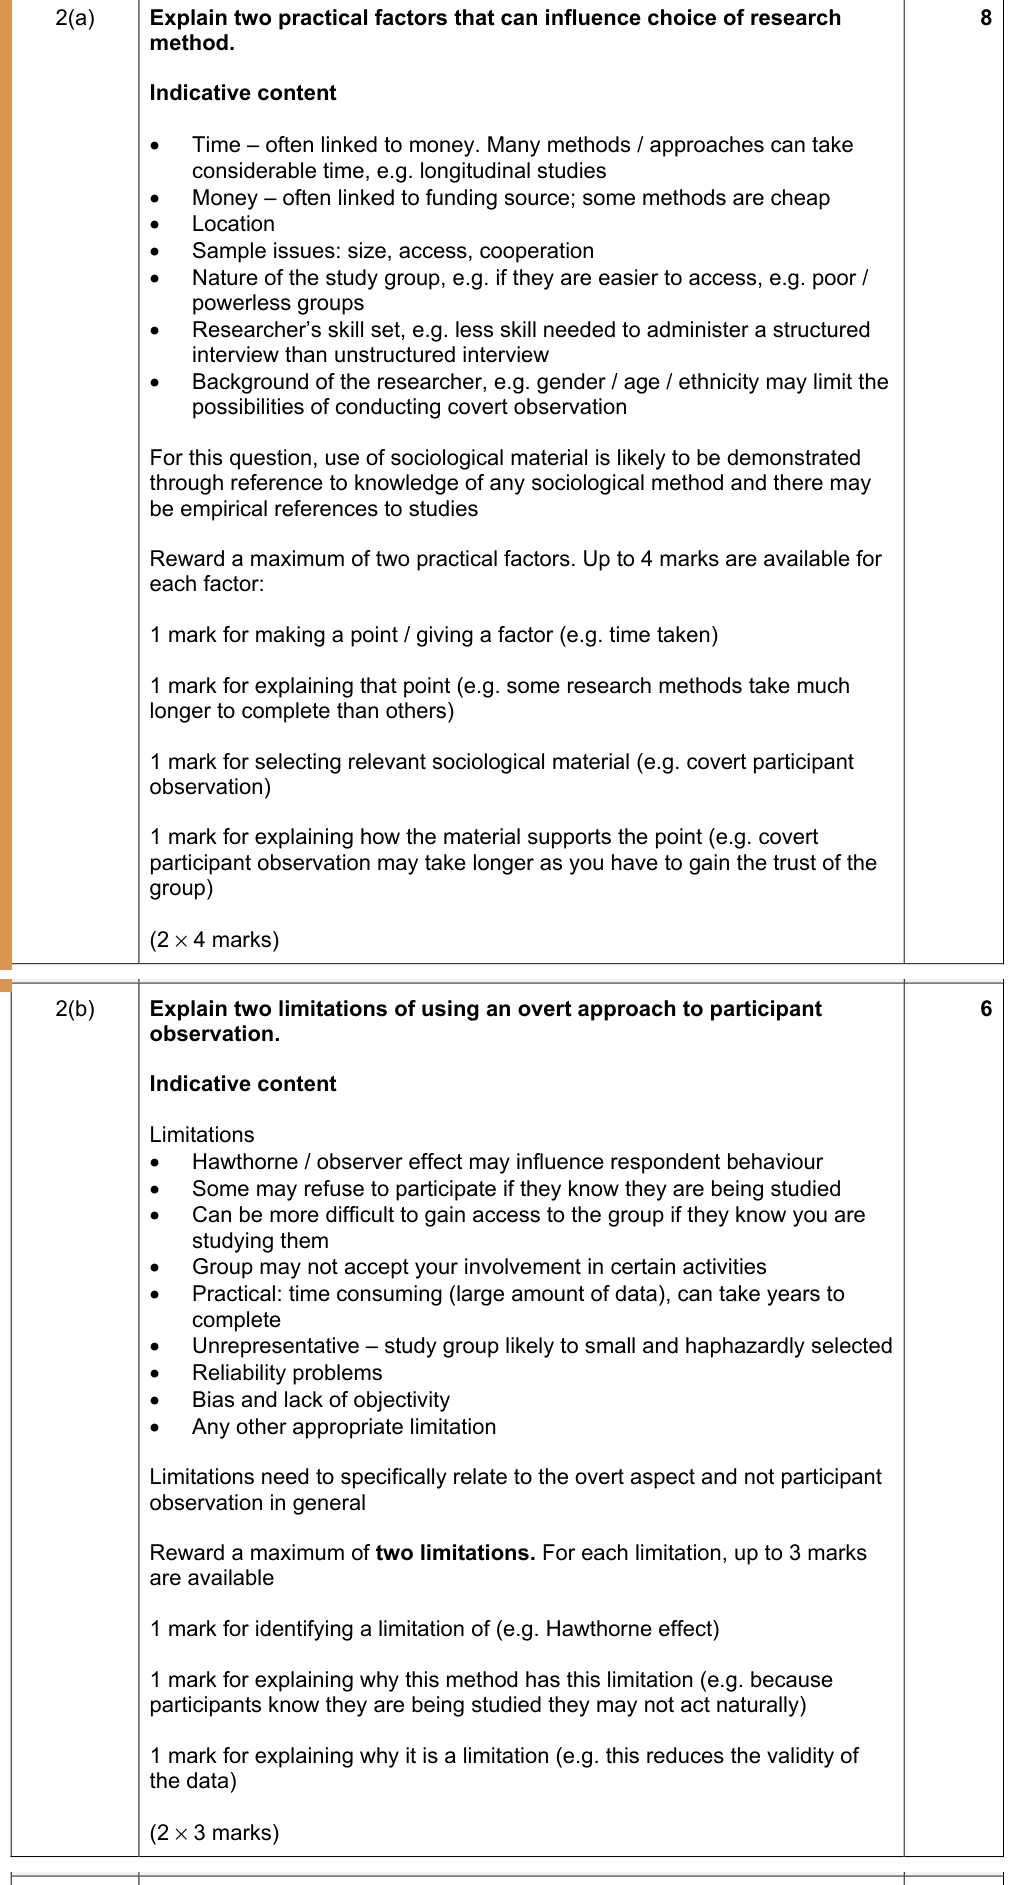 2(a)
Explain two practical factors that can influence choice of research
8
method.
Indicative content
• Time – often linked to money. Many methods / approaches can take
considerable time, e.g. longitudinal studies
• Money – often linked to funding source; some methods are cheap
• Location
• Sample issues: size, access, cooperation
• Nature of the study group, e.g. if they are easier to access, e.g. poor /
powerless groups
• Researcher’s skill set, e.g. less skill needed to administer a structured
interview than unstructured interview
• Background of the researcher, e.g. gender / age / ethnicity may limit the
possibilities of conducting covert observation
For this question, use of sociological material is likely to be demonstrated
through reference to knowledge of any sociological method and there may
be empirical references to studies
Reward a maximum of two practical factors. Up to 4 marks are available for
each factor:
1 mark for making a point / giving a factor (e.g. time taken)
1 mark for explaining that point (e.g. some research methods take much
longer to complete than others)
1 mark for selecting relevant sociological material (e.g. covert participant
observation)
1 mark for explaining how the material supports the point (e.g. covert
participant observation may take longer as you have to gain the trust of the
group)
(2 × 4 marks)
2(b)
Explain two limitations of using an overt approach to participant
6
observation.
Indicative content
Limitations
• Hawthorne / observer effect may influence respondent behaviour
• Some may refuse to participate if they know they are being studied
• Can be more difficult to gain access to the group if they know you are
studying them
• Group may not accept your involvement in certain activities
• Practical: time consuming (large amount of data), can take years to
complete
• Unrepresentative – study group likely to small and haphazardly selected
• Reliability problems
• Bias and lack of objectivity
• Any other appropriate limitation
Limitations need to specifically relate to the overt aspect and not participant
observation in general
Reward a maximum of two limitations. For each limitation, up to 3 marks
are available
1 mark for identifying a limitation of (e.g. Hawthorne effect)
1 mark for explaining why this method has this limitation (e.g. because
participants know they are being studied they may not act naturally)
1 mark for explaining why it is a limitation (e.g. this reduces the validity of
the data)
(2 × 3 marks)